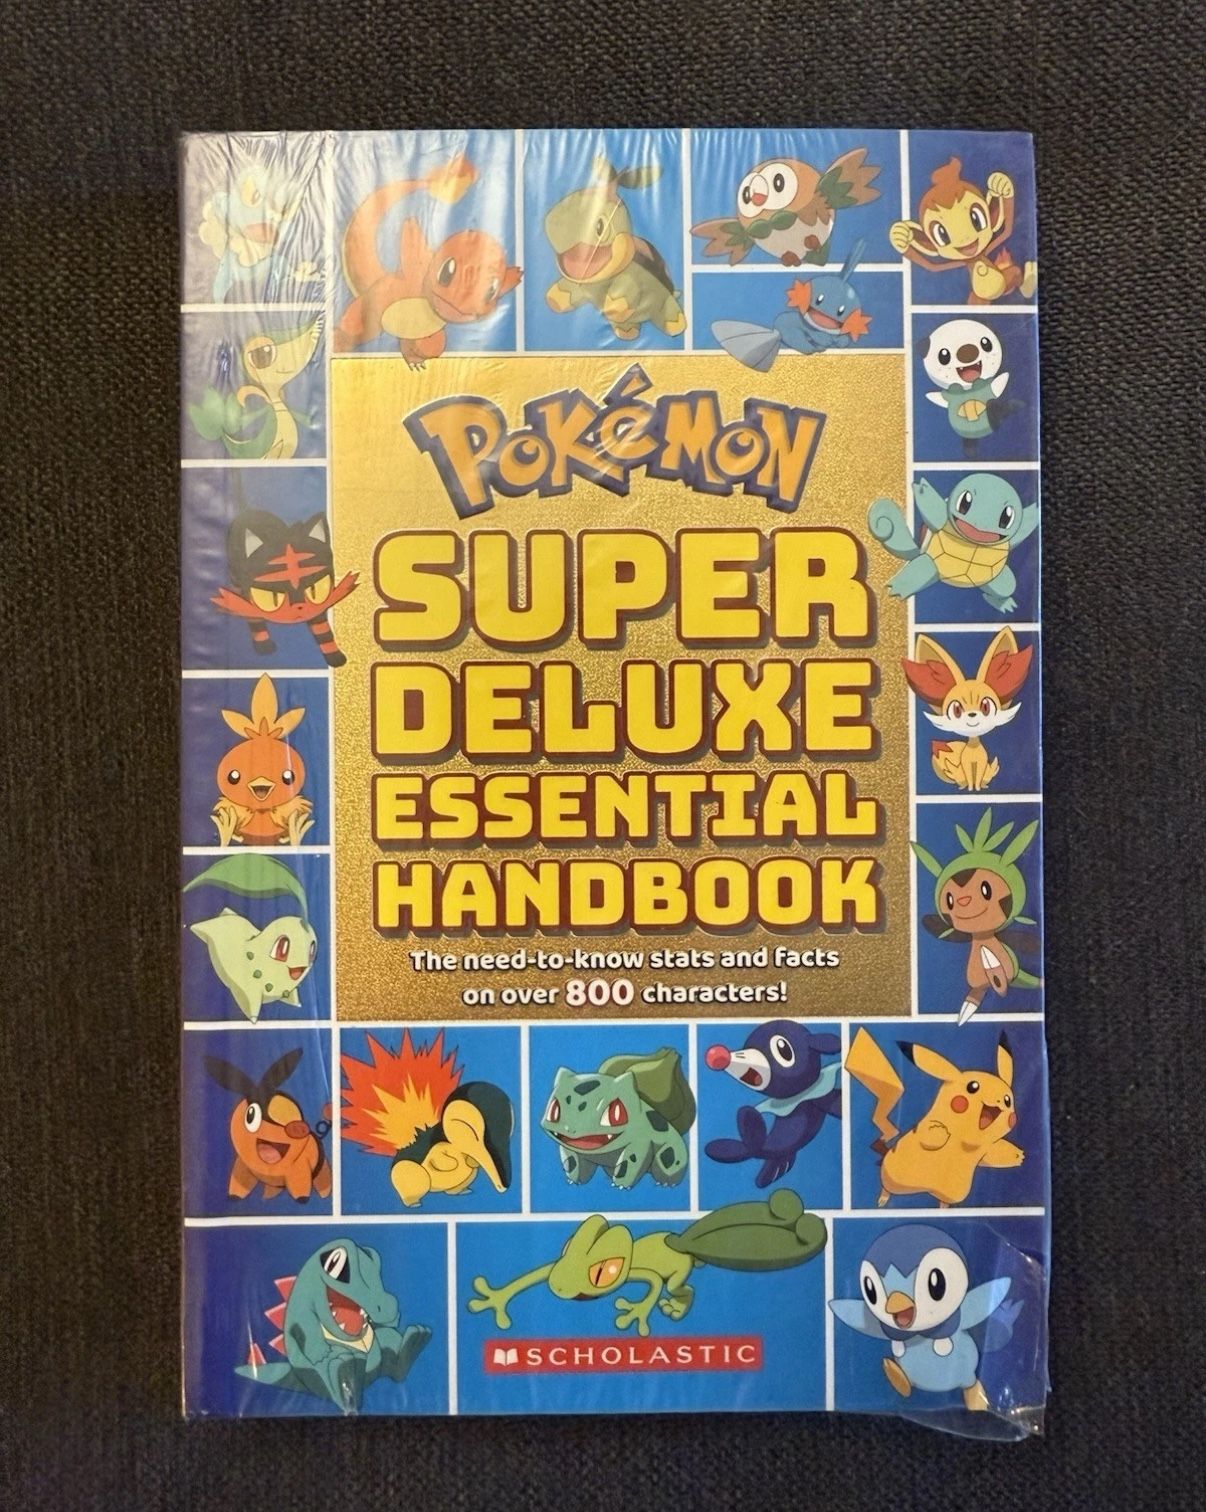 POKéMON
SUPER
DELUXE
ESSENTIAL
HANDBOOK
The need-to-know stats and facts
on over 800 characters!
SCHOLASTIC